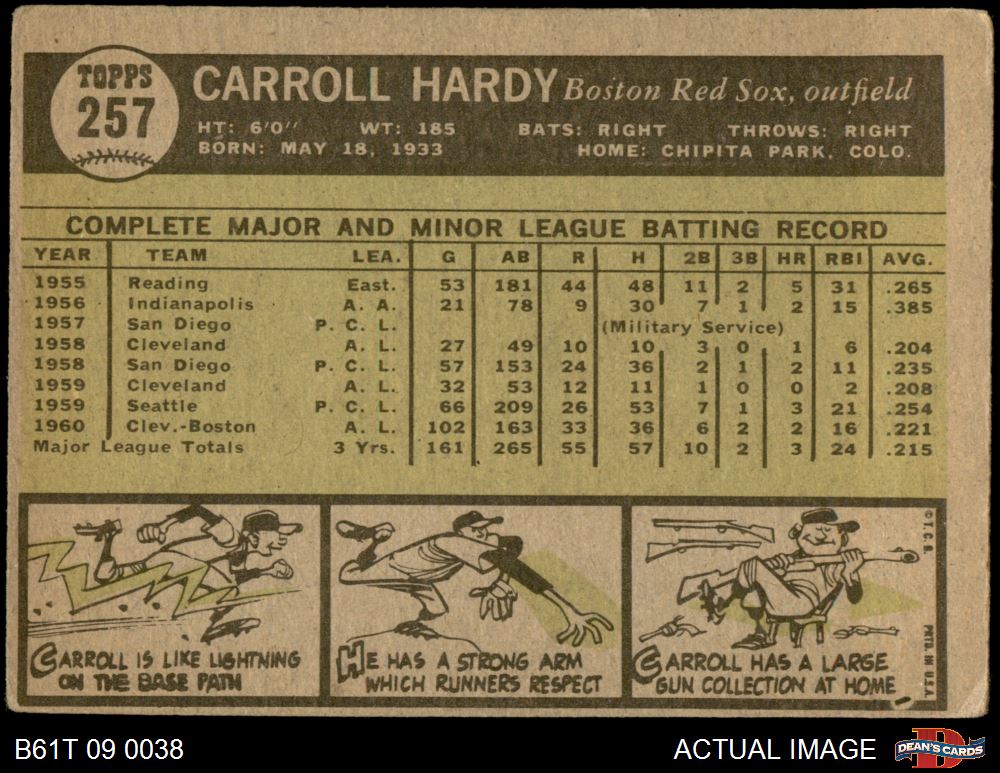 TOPPS
257
CARROLL HARDY Boston Red Sox, outfield
HT: 6'0" WT: 185 BATS: RIGHT THROWS: RIGHT
BORN: MAY 18, 1933 HOME: CHIPITA PARK, COLO.
COMPLETE MAJOR AND MINOR LEAGUE BATTING RECORD
YEAR TEAM LEA. G AB R H 2B 3B HR RBI AVG.
1955 Reading East. 53 181 44 48 11 2 5 31 .265
1956 Indianapolis A. A. 21 78 9 30 7 1 2 15 .385
1957 San Diego P. C. L. (Military Service)
1958 Cleveland A. L. 27 49 10 10 3 0 1 6 .204
1958 San Diego P. C. L. 57 153 24 36 2 1 2 11 .235
1959 Cleveland A. L. 32 53 12 11 1 0 0 2 .208
1959 Seattle P. C. L. 66 209 26 53 7 1 3 21 .254
1960 Clev.-Boston A. L. 102 163 33 36 6 2 2 16 .221
Major League Totals 3 Yrs. 161 265 55 57 10 2 3 24 .215
CARROLL IS LIKE LIGHTNING
ON THE BASE PATH
HE HAS A STRONG ARM
WHICH RUNNERS RESPECT
CARROLL HAS A LARGE
GUN COLLECTION AT HOME
© T. C. G.
PRTD. IN U.S.A.
B61T 09 0038
ACTUAL IMAGE
D
DEAN'S CARDS